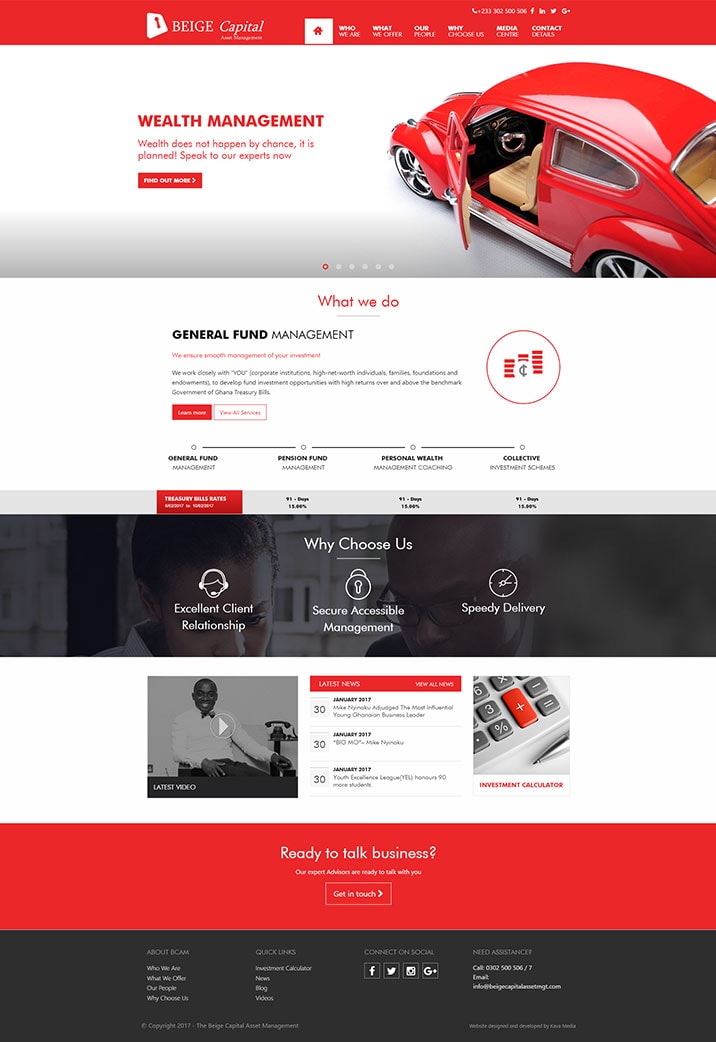 +233 302 500 506
1 BEIGE Capital
Asset Management
WHO WE ARE
WHAT WE OFFER
OUR PEOPLE
WHY CHOOSE US
MEDIA CENTRE
CONTACT DETAILS
WEALTH MANAGEMENT
Wealth does not happen by chance, it is
planned! Speak to our experts now
FIND OUT MORE
What we do
GENERAL FUND MANAGEMENT
We ensure smooth management of your investment
We work closely with "YOU" (corporate institutions, high-net-worth individuals, families, foundations and
endowments), to develop fund investment opportunities with high returns over and above the benchmark
Government of Ghana Treasury Bills.
Learn more
View All Services
GENERAL FUND
MANAGEMENT
PENSION FUND
MANAGEMENT
PERSONAL WEALTH
MANAGEMENT COACHING
COLLECTIVE
INVESTMENT SCHEMES
TREASURY BILLS RATES
6/02/2017 to 10/02/2017
91 - Days
15.00%
91 - Days
15.00%
91 - Days
15.00%
Why Choose Us
Excellent Client
Relationship
Secure Accessible
Management
Speedy Delivery
LATEST VIDEO
LATEST NEWS
VIEW ALL NEWS
30
JANUARY 2017
Mike Nyinaku Adjudged The Most Influential
Young Ghanaian Business Leader
30
JANUARY 2017
"BIG MO"– Mike Nyinaku
30
JANUARY 2017
Youth Excellence League(YEL) honours 90
more students
INVESTMENT CALCULATOR
Ready to talk business?
Our expert Advisors are ready to talk with you
Get in touch
ABOUT BCAM
Who We Are
What We Offer
Our People
Why Choose Us
QUICK LINKS
Investment Calculator
News
Blog
Videos
CONNECT ON SOCIAL
NEED ASSISTANCE?
Call: 0302 500 506 / 7
Email:
info@beigecapitalassetmgt.com
© Copyright 2017 - The Beige Capital Asset Management
Website designed and developed by Kava Media